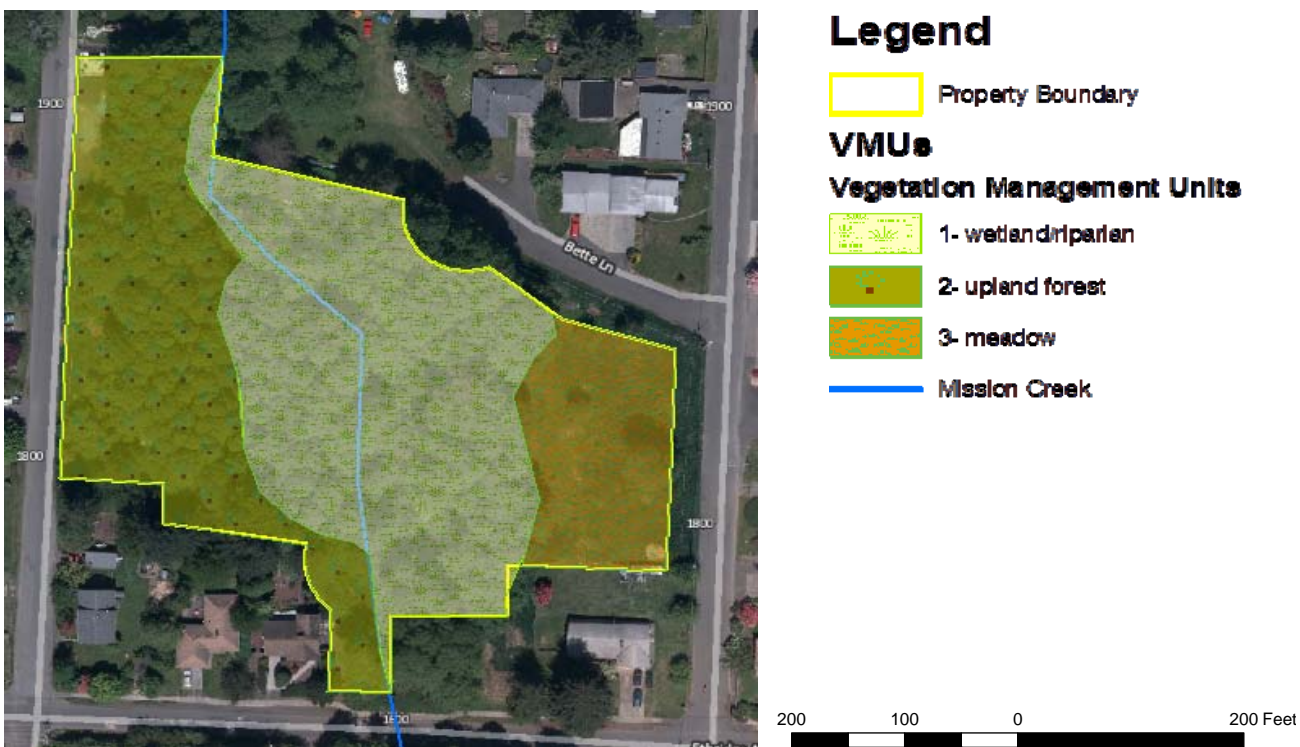 1900
1900
Bette Ln
1800
1800
1600
Legend
Property Boundary
VMUs
Vegetation Management Units
1- wetland/riparian
2- upland forest
3- meadow
Mission Creek
200 100 0 200 Feet